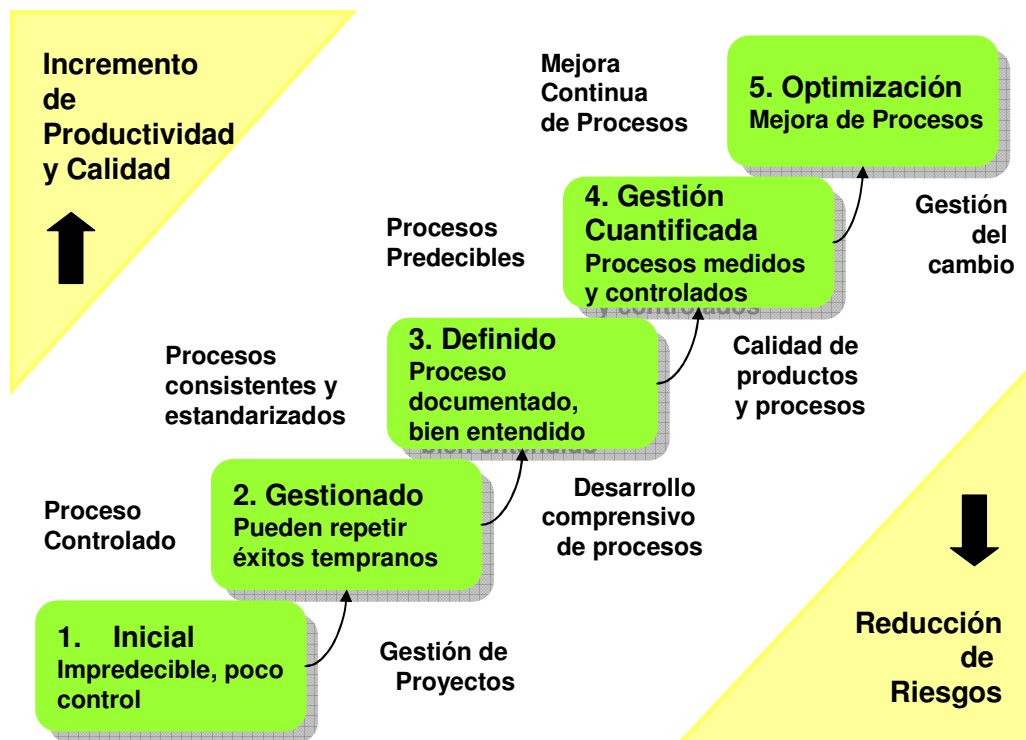 Incremento
de
Productividad
y Calidad
Mejora
Continua
de Procesos
5. Optimización
Mejora de Procesos
Gestión
del
cambio
Procesos
Predecibles
4. Gestión
Cuantificada
Procesos medidos
y controlados
Calidad de
productos
y procesos
Procesos
consistentes y
estandarizados
3. Definido
Proceso
documentado,
bien entendido
Desarrollo
comprensivo
de procesos
Proceso
Controlado
2. Gestionado
Pueden repetir
éxitos tempranos
Gestión de
Proyectos
1. Inicial
Impredecible, poco
control
Reducción
de
Riesgos